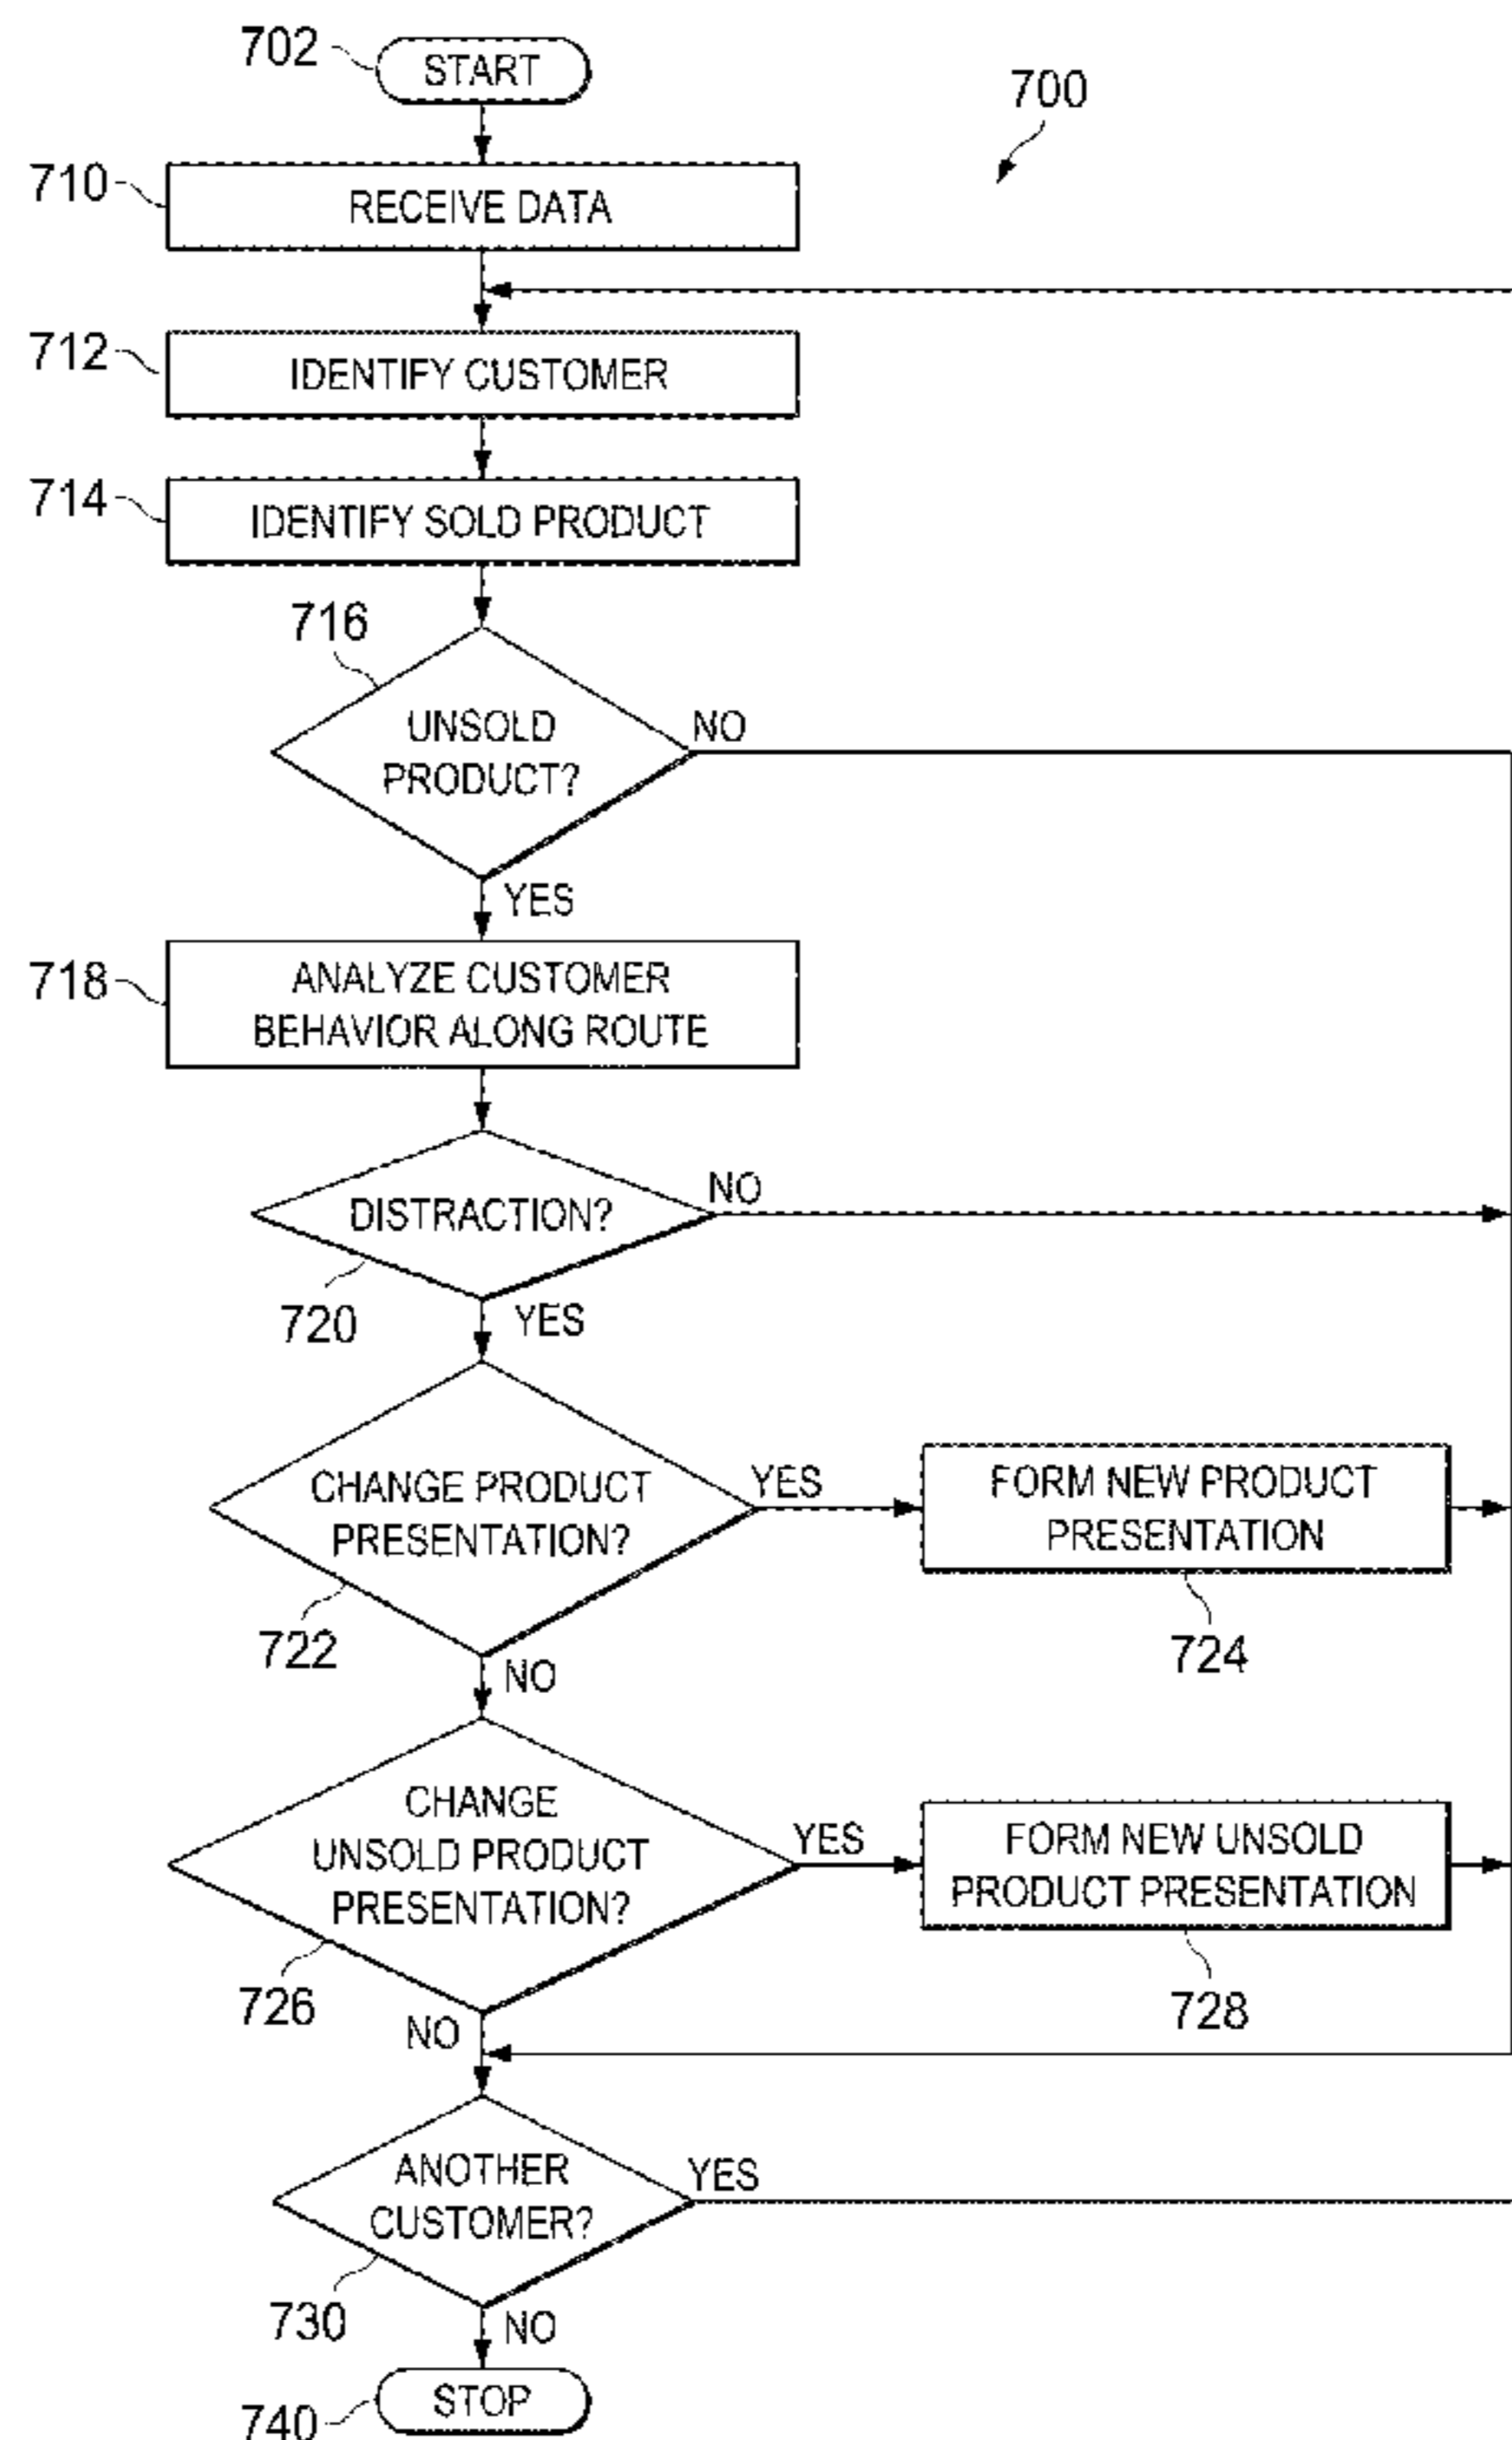 702
START
700
710
RECEIVE DATA
712
IDENTIFY CUSTOMER
714
IDENTIFY SOLD PRODUCT
716
UNSOLD
PRODUCT?
NO
YES
718
ANALYZE CUSTOMER
BEHAVIOR ALONG ROUTE
DISTRACTION?
NO
720
YES
CHANGE PRODUCT
PRESENTATION?
YES
FORM NEW PRODUCT
PRESENTATION
722
724
NO
CHANGE
UNSOLD PRODUCT
PRESENTATION?
YES
FORM NEW UNSOLD
PRODUCT PRESENTATION
726
728
NO
ANOTHER
CUSTOMER?
YES
730
NO
STOP
740